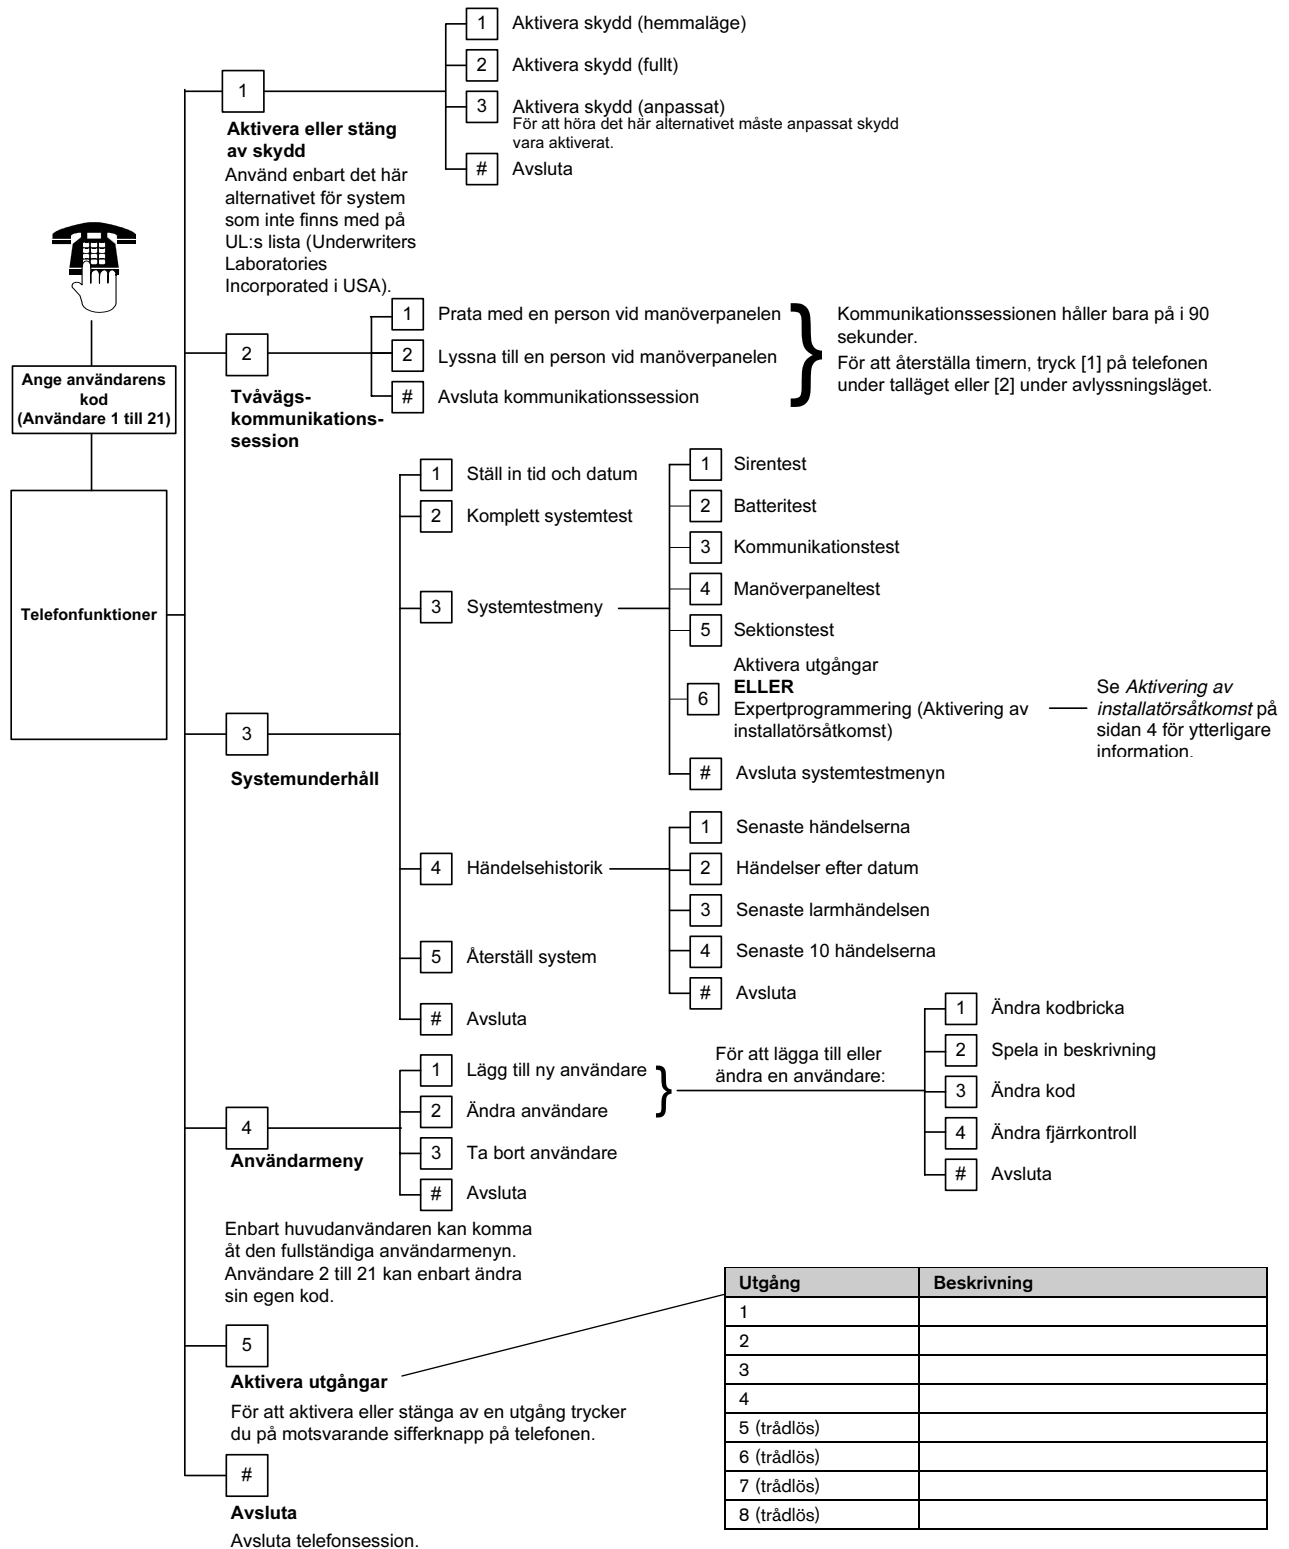 1 Aktivera skydd (hemmaläge)
2 Aktivera skydd (fullt)
3 Aktivera skydd (anpassat)
För att höra det här alternativet måste anpassat skydd
vara aktiverat.
# Avsluta
1
Aktivera eller stäng
av skydd
Använd enbart det här
alternativet för system
som inte finns med på
UL:s lista (Underwriters
Laboratories
Incorporated i USA).
Ange användarens
kod
(Användare 1 till 21)
Telefonfunktioner
2
Tvåvägs-
kommunikations-
session
1 Prata med en person vid manöverpanelen
2 Lyssna till en person vid manöverpanelen
# Avsluta kommunikationssession
Kommunikationssessionen håller bara på i 90
sekunder.
För att återställa timern, tryck [1] på telefonen
under talläget eller [2] under avlyssningsläget.
3
Systemunderhåll
1 Ställ in tid och datum
2 Komplett systemtest
3 Systemtestmeny
1 Sirentest
2 Batteritest
3 Kommunikationstest
4 Manöverpaneltest
5 Sektionstest
6
Aktivera utgångar
ELLER
Expertprogrammering (Aktivering av
installatörsåtkomst)
Se Aktivering av
installatörsåtkomst på
sidan 4 för ytterligare
information.
# Avsluta systemtestmenyn
4 Händelsehistorik
1 Senaste händelserna
2 Händelser efter datum
3 Senaste larmhändelsen
4 Senaste 10 händelserna
# Avsluta
5 Återställ system
# Avsluta
4
Användarmeny
1 Lägg till ny användare
2 Ändra användare
3 Ta bort användare
# Avsluta
För att lägga till eller
ändra en användare:
1 Ändra kodbricka
2 Spela in beskrivning
3 Ändra kod
4 Ändra fjärrkontroll
# Avsluta
Enbart huvudanvändaren kan komma
åt den fullständiga användarmenyn.
Användare 2 till 21 kan enbart ändra
sin egen kod.
5
Aktivera utgångar
För att aktivera eller stänga av en utgång trycker
du på motsvarande sifferknapp på telefonen.
#
Avsluta
Avsluta telefonsession.
Utgång Beskrivning
1
2
3
4
5 (trådlös)
6 (trådlös)
7 (trådlös)
8 (trådlös)